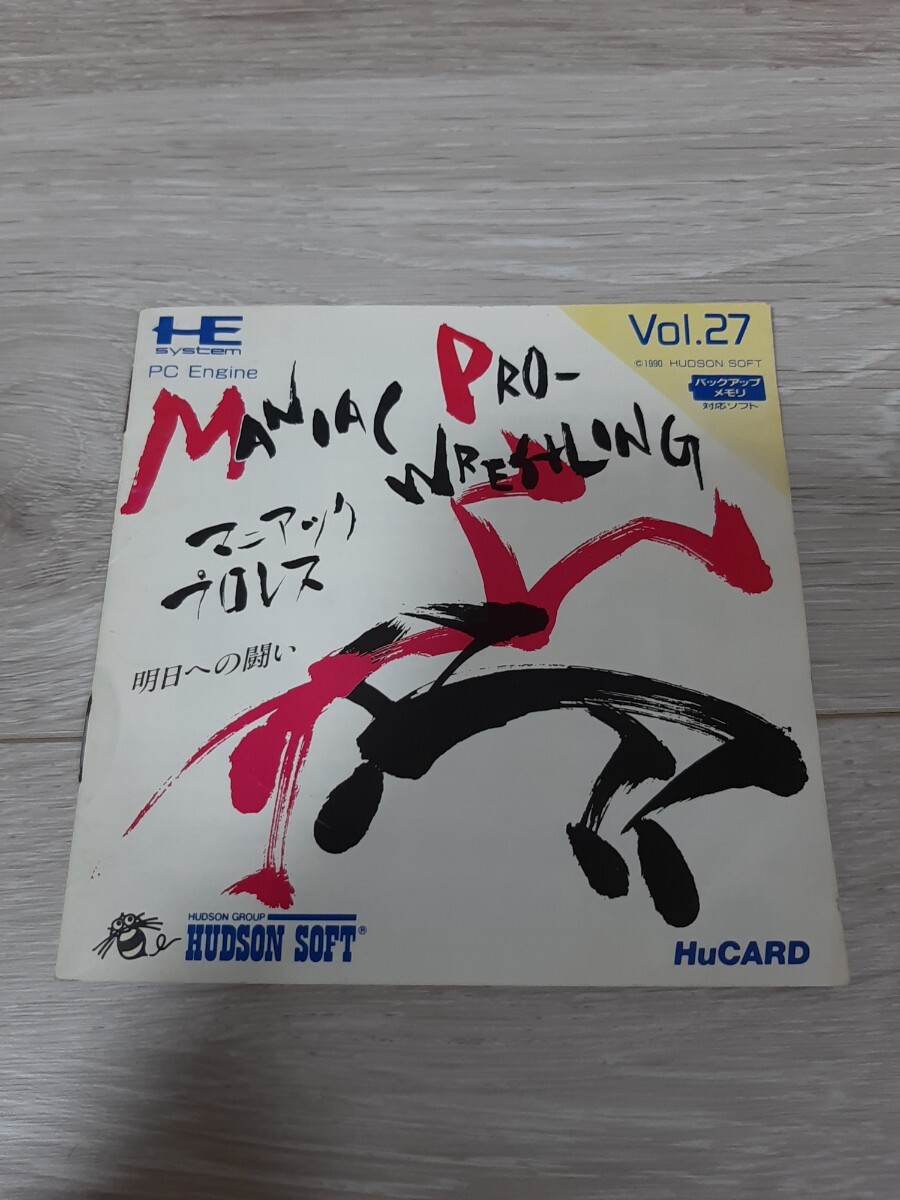 HE
system
PC Engine
Vol.27
©1990 HUDSON SOFT
バックアップ
メモリ
対応ソフト
MANIAC PRO-
WRESTLING
マニアック
プロレス
明日への闘い
HUDSON GROUP
HUDSON SOFT®
HuCARD